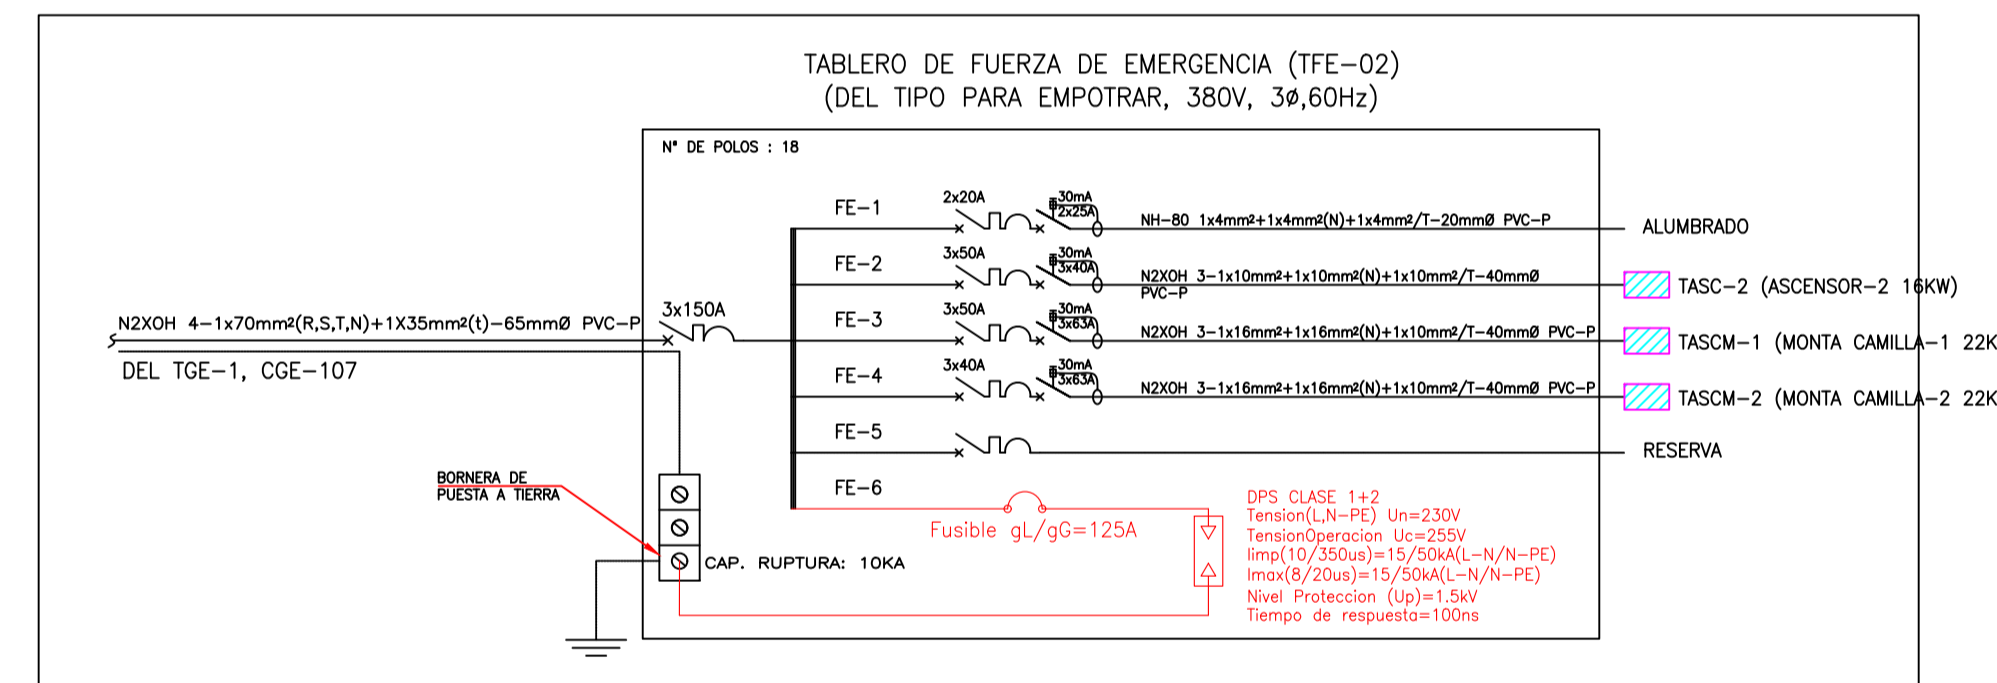 TABLERO DE FUERZA DE EMERGENCIA (TFE-02)
(DEL TIPO PARA EMPOTRAR, 380V, 3ø,60Hz)
N° DE POLOS : 18
FE-1
2x20A
30mA
2x25A
NH-80 1x4mm²+1x4mm²(N)+1x4mm²/T-20mmØ PVC-P
ALUMBRADO
FE-2
3x50A
30mA
3x40A
N2XOH 3-1x10mm²+1x10mm²(N)+1x10mm²/T-40mmØ
PVC-P
TASC-2 (ASCENSOR-2 16KW)
N2XOH 4-1x70mm²(R,S,T,N)+1X35mm²(t)-65mmØ PVC-P
3x150A
FE-3
3x50A
30mA
3x63A
N2XOH 3-1x16mm²+1x16mm²(N)+1x10mm²/T-40mmØ PVC-P
TASCM-1 (MONTA CAMILLA-1 22K
DEL TGE-1, CGE-107
FE-4
3x40A
30mA
3x63A
N2XOH 3-1x16mm²+1x16mm²(N)+1x10mm²/T-40mmØ PVC-P
TASCM-2 (MONTA CAMILLA-2 22K
FE-5
RESERVA
BORNERA DE
PUESTA A TIERRA
FE-6
Fusible gL/gG=125A
DPS CLASE 1+2
Tension(L,N-PE) Un=230V
TensionOperacion Uc=255V
Iimp(10/350us)=15/50kA(L-N/N-PE)
Imax(8/20us)=15/50kA(L-N/N-PE)
Nivel Proteccion (Up)=1.5kV
Tiempo de respuesta=100ns
CAP. RUPTURA: 10KA